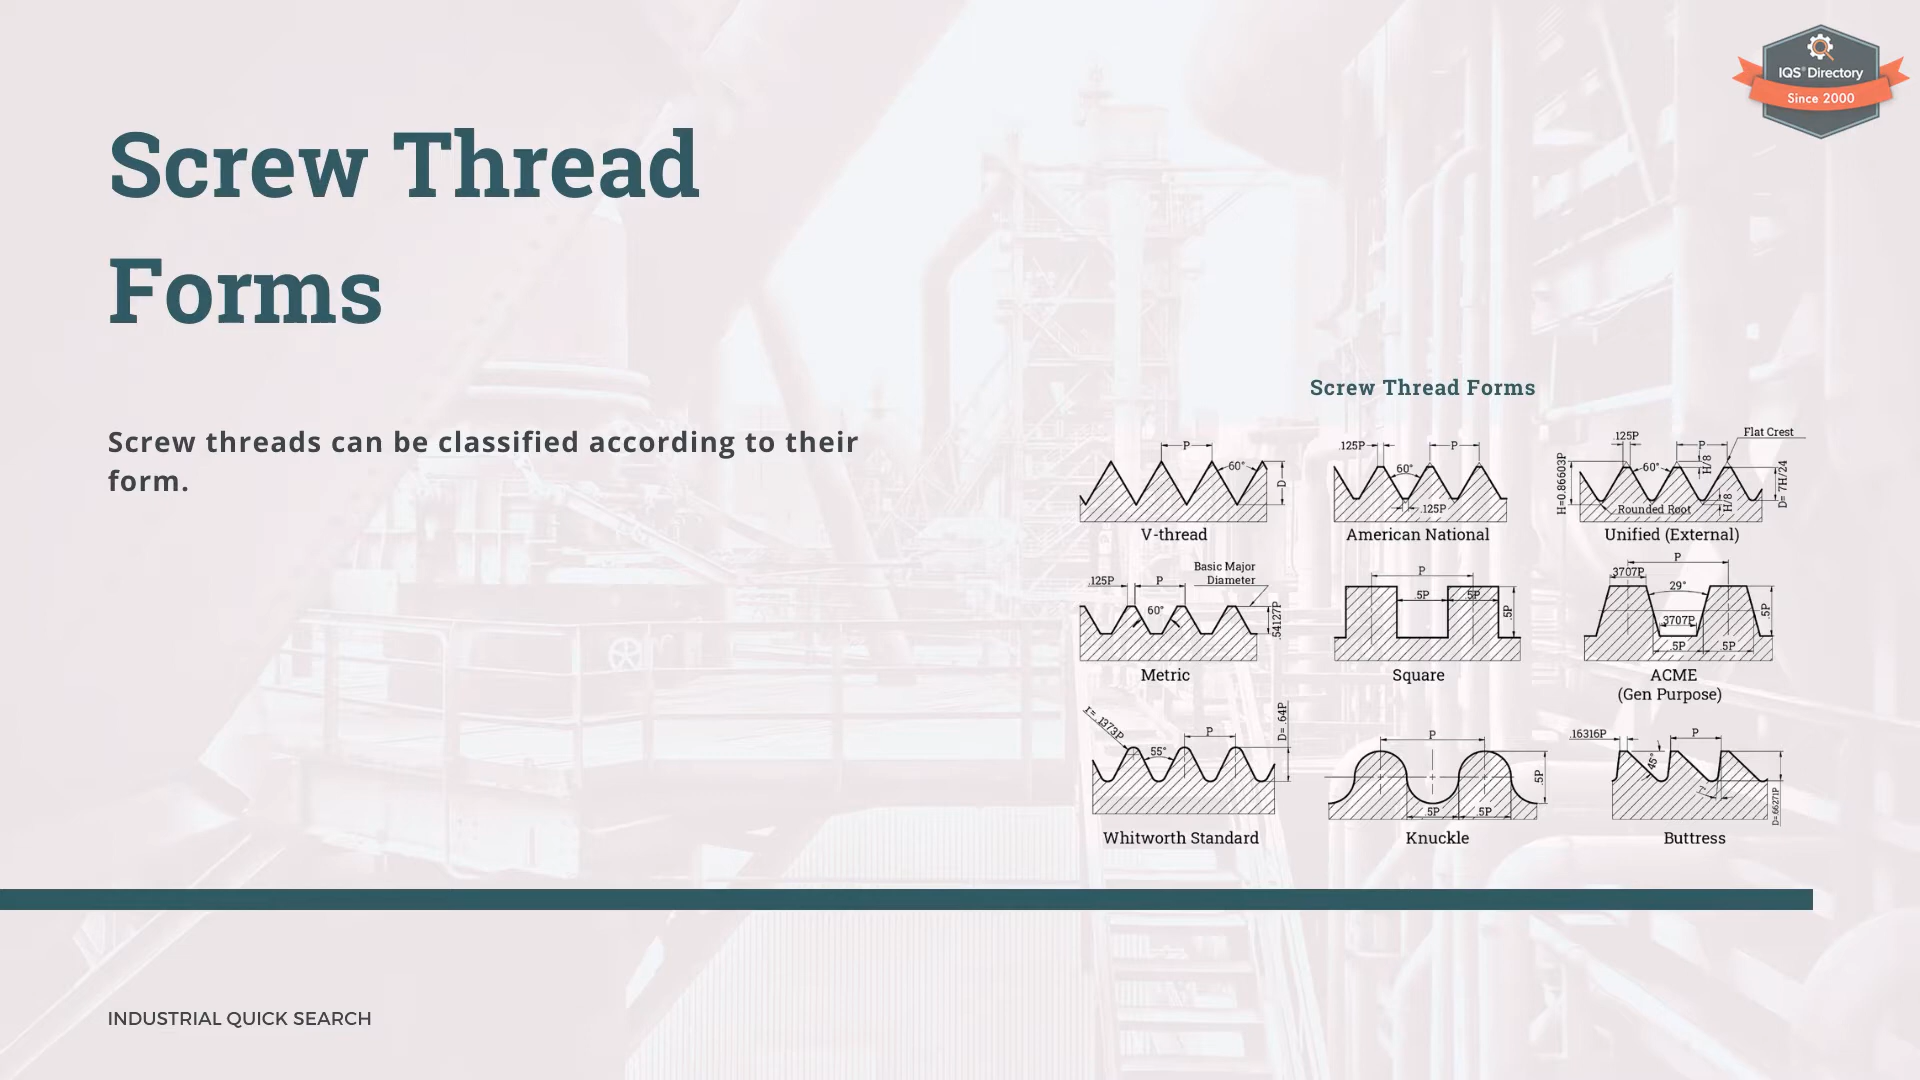 IQS® Directory
Since 2000
Screw Thread
Forms
Screw threads can be classified according to their
form.
Screw Thread Forms
P
60°
D
V-thread
.125P
P
60°
.125P
American National
.125P
P
Flat Crest
60°
H/8
H=0.86603P
D= 7H/24
H/8
Rounded Root
Unified (External)
Basic Major
Diameter
.125P
P
60°
.54127P
Metric
P
.5P
.5P
.5P
Square
P
.3707P
29°
.3707P
.5P
.5P
.5P
ACME
(Gen Purpose)
r= .1373P
P
55°
D= .64P
Whitworth Standard
P
.5P
.5P
.5P
Knuckle
.16316P
P
45°
7°
D=.66271P
Buttress
INDUSTRIAL QUICK SEARCH